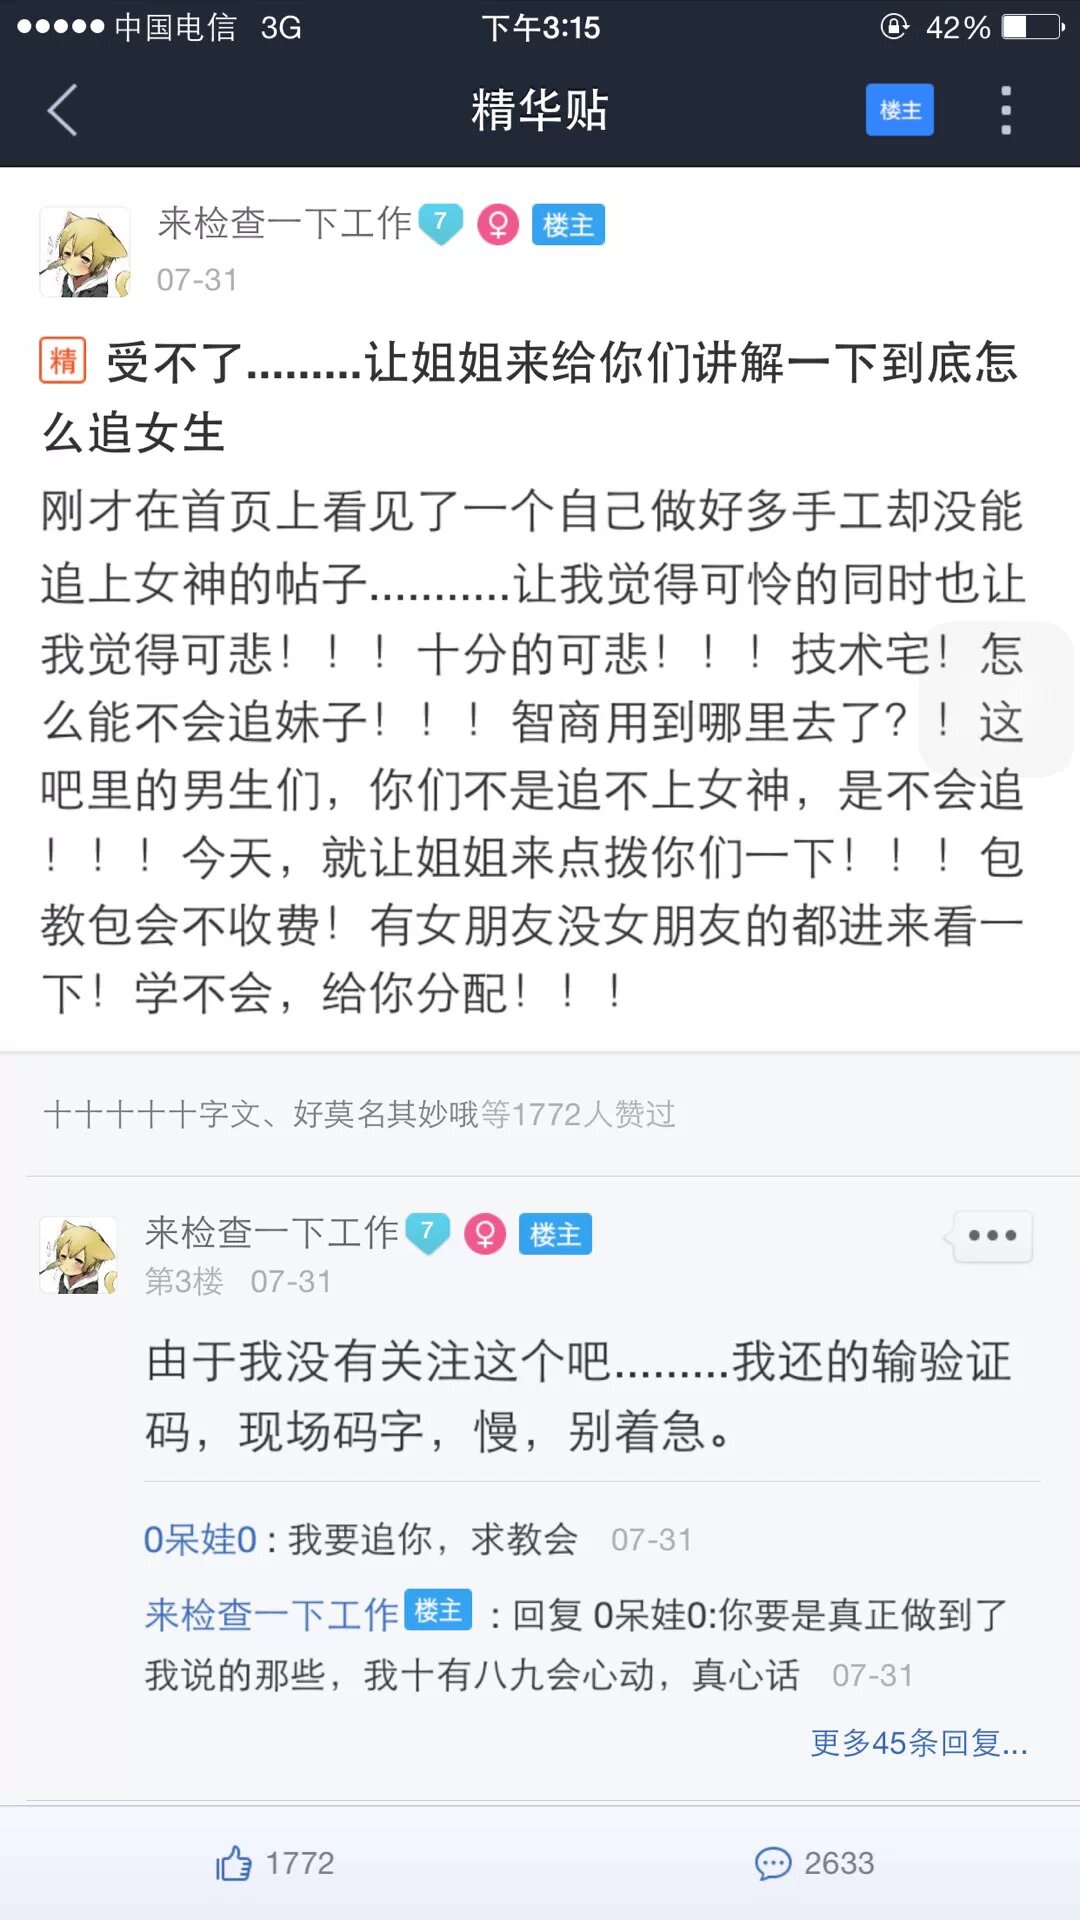 中国电信 3G 下午3:15 42%
精华贴 楼主
来检查一下工作 7 楼主
07-31
精 受不了.........让姐姐来给你们讲解一下到底怎
么追女生
刚才在首页上看见了一个自己做好多手工却没能
追上女神的帖子............让我觉得可怜的同时也让
我觉得可悲！！！十分的可悲！！！技术宅！怎
么能不会追妹子！！！智商用到哪里去了？！这
吧里的男生们，你们不是追不上女神，是不会追
！！！今天，就让姐姐来点拨你们一下！！！包
教包会不收费！有女朋友没女朋友的都进来看一
下！学不会，给你分配！！！
十十十十十字文、好莫名其妙哦等1772人赞过
来检查一下工作 7 楼主
第3楼 07-31
由于我没有关注这个吧.........我还的输验证
码，现场码字，慢，别着急。
0呆娃0：我要追你，求教会 07-31
来检查一下工作 楼主 ：回复 0呆娃0:你要是真正做到了
我说的那些，我十有八九会心动，真心话 07-31
更多45条回复...
1772 2633